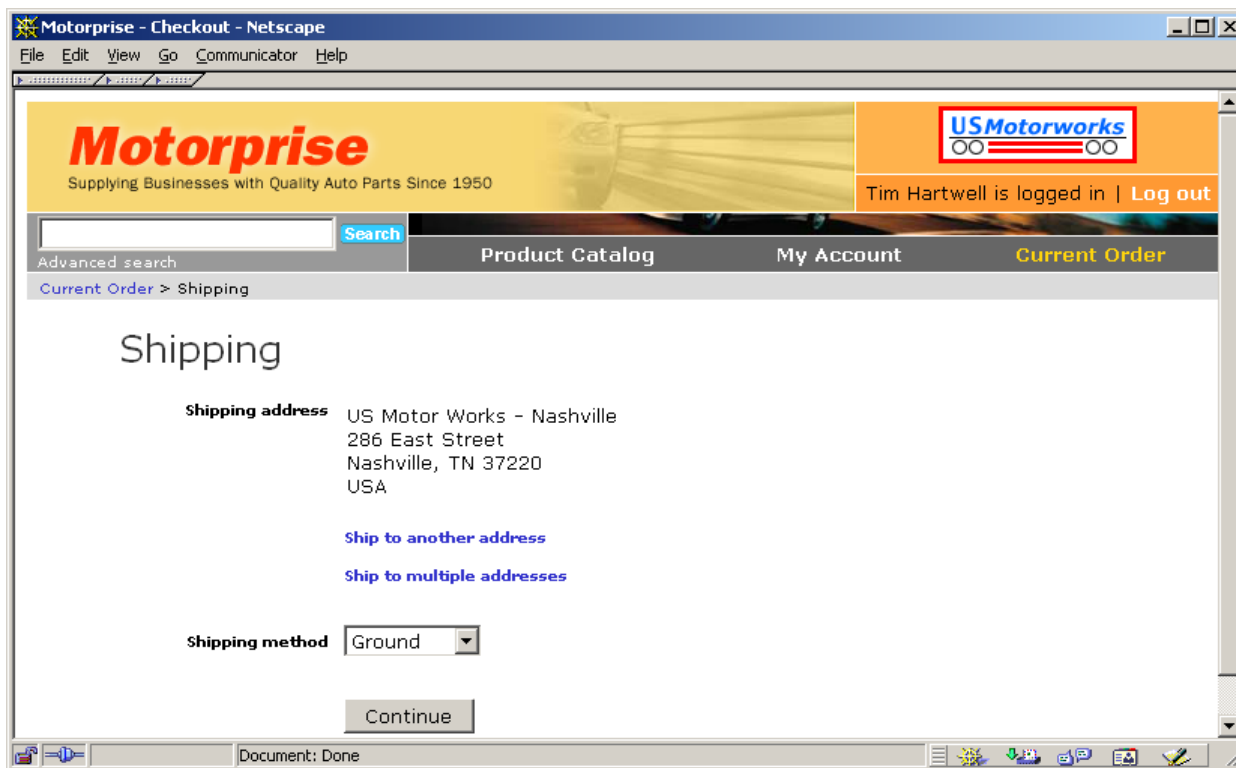 Motorprise - Checkout - Netscape
File Edit View Go Communicator Help
Motorprise
Supplying Businesses with Quality Auto Parts Since 1950
USMotorworks
Tim Hartwell is logged in | Log out
Search
Advanced search
Product Catalog My Account Current Order
Current Order > Shipping
Shipping
Shipping address
US Motor Works - Nashville
286 East Street
Nashville, TN 37220
USA
Ship to another address
Ship to multiple addresses
Shipping method Ground
Continue
Document: Done